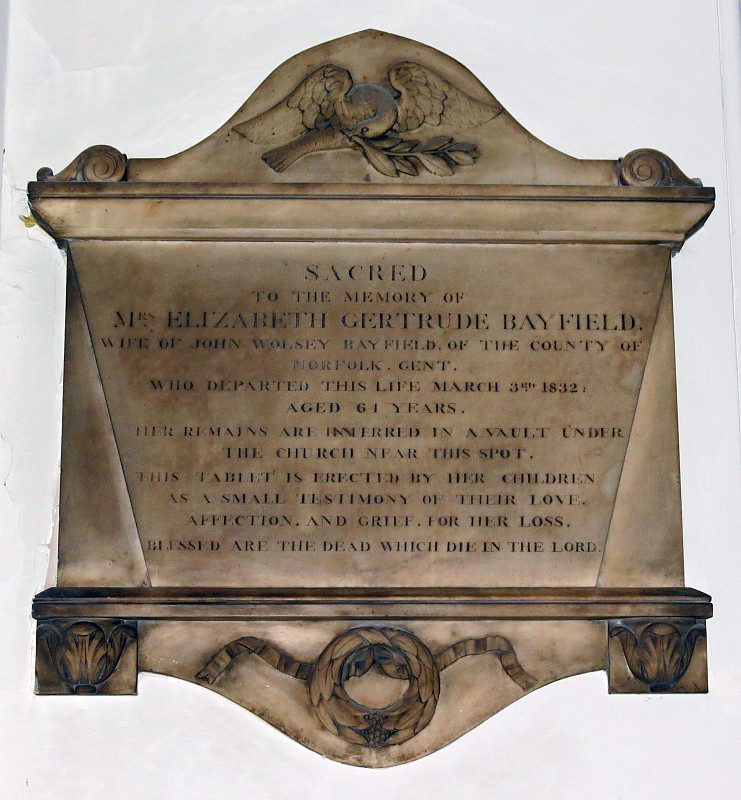 SACRED
TO THE MEMORY OF
MRS ELIZABETH GERTRUDE BAYFIELD,
WIFE OF JOHN WOLSEY BAYFIELD, OF THE COUNTY OF
NORFOLK. GENT.
WHO DEPARTED THIS LIFE MARCH 3RD 1832:
AGED 64 YEARS.
HER REMAINS ARE INTERRED IN A VAULT UNDER
THE CHURCH NEAR THIS SPOT.
THIS TABLET IS ERECTED BY HER CHILDREN
AS A SMALL TESTIMONY OF THEIR LOVE,
AFFECTION, AND GRIEF, FOR HER LOSS.
BLESSED ARE THE DEAD WHICH DIE IN THE LORD.